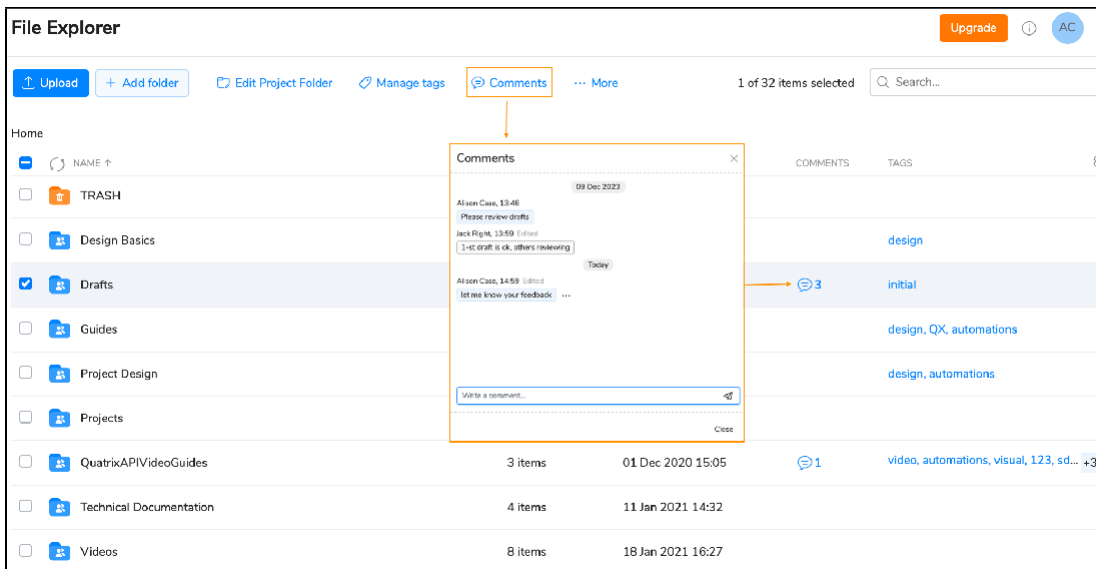 File Explorer
Upgrade
AC
Upload
Add folder
Edit Project Folder
Manage tags
Comments
More
1 of 32 items selected
Search...
Home
NAME
COMMENTS
TAGS
TRASH
Design Basics
design
Drafts
3
initial
Guides
design, QX, automations
Project Design
design, automations
Projects
QuatrixAPIVideoGuides
3 items
01 Dec 2020 15:05
1
video, automations, visual, 123, sd...
+3
Technical Documentation
4 items
11 Jan 2021 14:32
Videos
8 items
18 Jan 2021 16:27
Comments
09 Dec 2023
Alison Case, 13:46
Please review drafts
Jack Right, 13:59 Edited
1-st draft is ok, athers reviewing
Today
Alison Case, 14:59 Edited
let me know your feedback
Write a comment...
Close